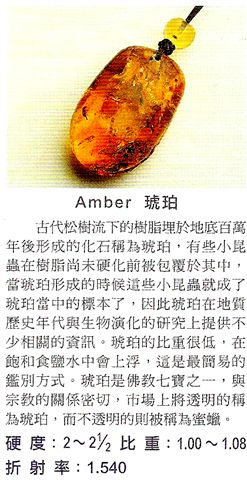 Amber 琥珀
古代松樹流下的樹脂埋於地底百萬
年後形成的化石稱為琥珀，有些小昆
蟲在樹脂尚未硬化前被包覆於其中，
當琥珀形成的時候這些小昆蟲就成了
琥珀當中的標本了，因此琥珀在地質
歷史年代與生物演化的研究上提供不
少相關的資訊。琥珀的比重很低，在
飽和食鹽水中會上浮，這是最簡易的
鑑別方式。琥珀是佛教七寶之一，與
宗教的關係密切，市場上將透明的稱
為琥珀，而不透明的則被稱為蜜蠟。
硬度：2～2½ 比重：1.00～1.08
折射率：1.540